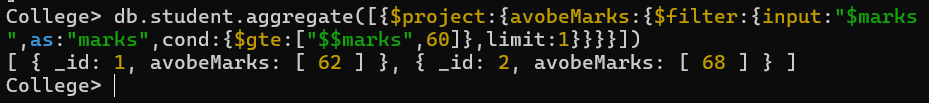 College> db.student.aggregate([{$project:{avobeMarks:{$filter:{input:"$marks
",as:"marks",cond:{$gte:["$$marks",60]},limit:1}}}}])
[ { _id: 1, avobeMarks: [ 62 ] }, { _id: 2, avobeMarks: [ 68 ] } ]
College>